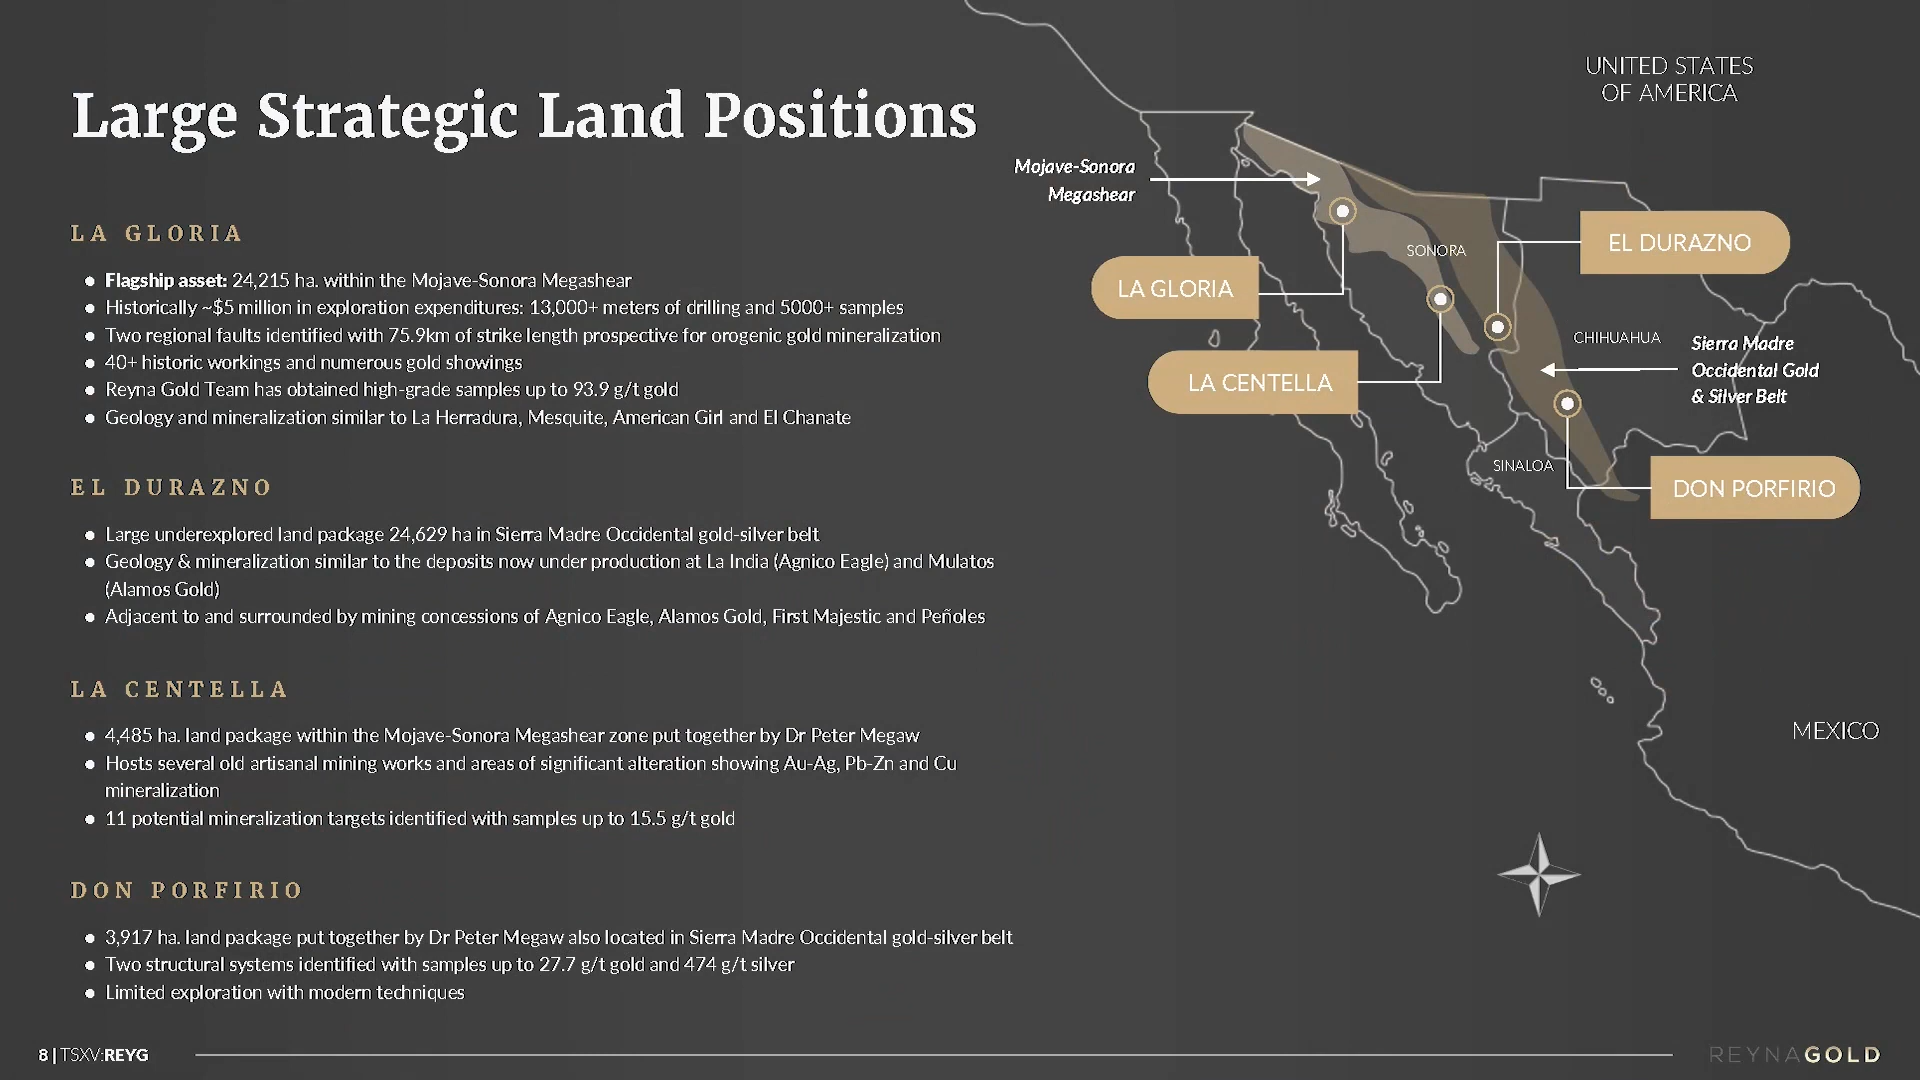 Large Strategic Land Positions
LA GLORIA
● Flagship asset: 24,215 ha. within the Mojave-Sonora Megashear
● Historically ~$5 million in exploration expenditures: 13,000+ meters of drilling and 5000+ samples
● Two regional faults identified with 75.9km of strike length prospective for orogenic gold mineralization
● 40+ historic workings and numerous gold showings
● Reyna Gold Team has obtained high-grade samples up to 93.9 g/t gold
● Geology and mineralization similar to La Herradura, Mesquite, American Girl and El Chanate
EL DURAZNO
● Large underexplored land package 24,629 ha in Sierra Madre Occidental gold-silver belt
● Geology & mineralization similar to the deposits now under production at La India (Agnico Eagle) and Mulatos
(Alamos Gold)
● Adjacent to and surrounded by mining concessions of Agnico Eagle, Alamos Gold, First Majestic and Peñoles
LA CENTELLA
● 4,485 ha. land package within the Mojave-Sonora Megashear zone put together by Dr Peter Megaw
● Hosts several old artisanal mining works and areas of significant alteration showing Au-Ag, Pb-Zn and Cu
mineralization
● 11 potential mineralization targets identified with samples up to 15.5 g/t gold
DON PORFIRIO
● 3,917 ha. land package put together by Dr Peter Megaw also located in Sierra Madre Occidental gold-silver belt
● Two structural systems identified with samples up to 27.7 g/t gold and 474 g/t silver
● Limited exploration with modern techniques
UNITED STATES
OF AMERICA
Mojave-Sonora
Megashear
EL DURAZNO
SONORA
LA GLORIA
CHIHUAHUA
Sierra Madre
Occidental Gold
& Silver Belt
LA CENTELLA
SINALOA
DON PORFIRIO
MEXICO
8 | TSXV:REYG
REYNAGOLD